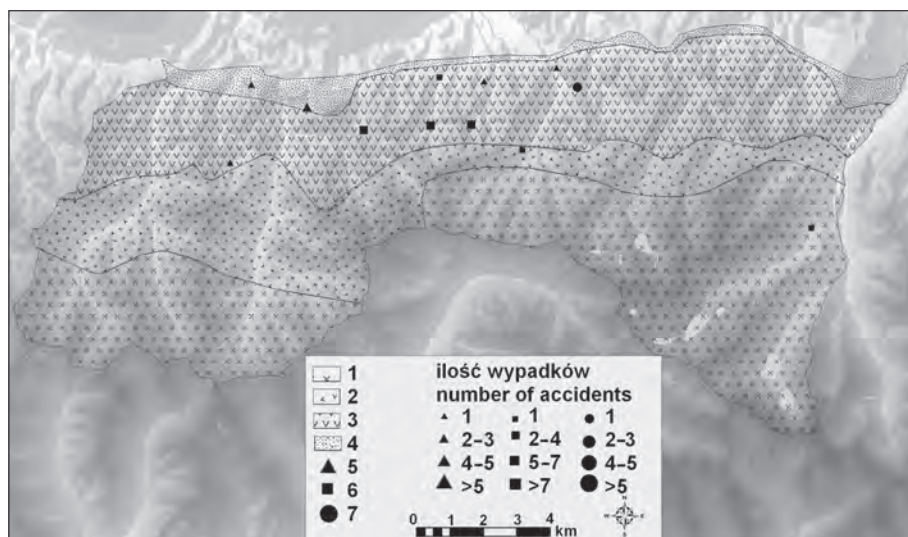 1
2
3
4
5
6
7
ilość wypadków
number of accidents
1 1 1
2–3 2–4 2–3
4–5 5–7 4–5
>5 >7 >5
0 1 2 3 4
km
N
W E
S